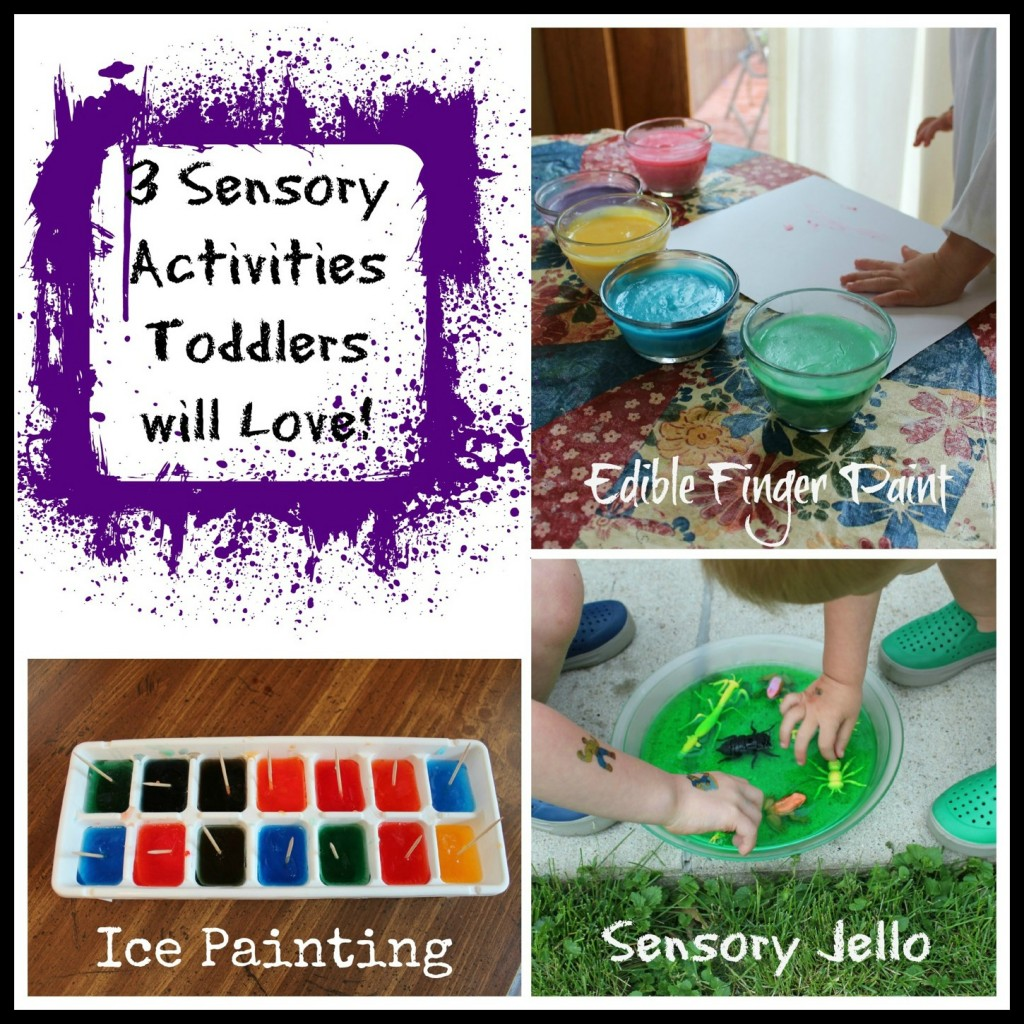 3 Sensory
Activities
Toddlers
will Love!
Edible Finger Paint
Ice Painting
Sensory Jello